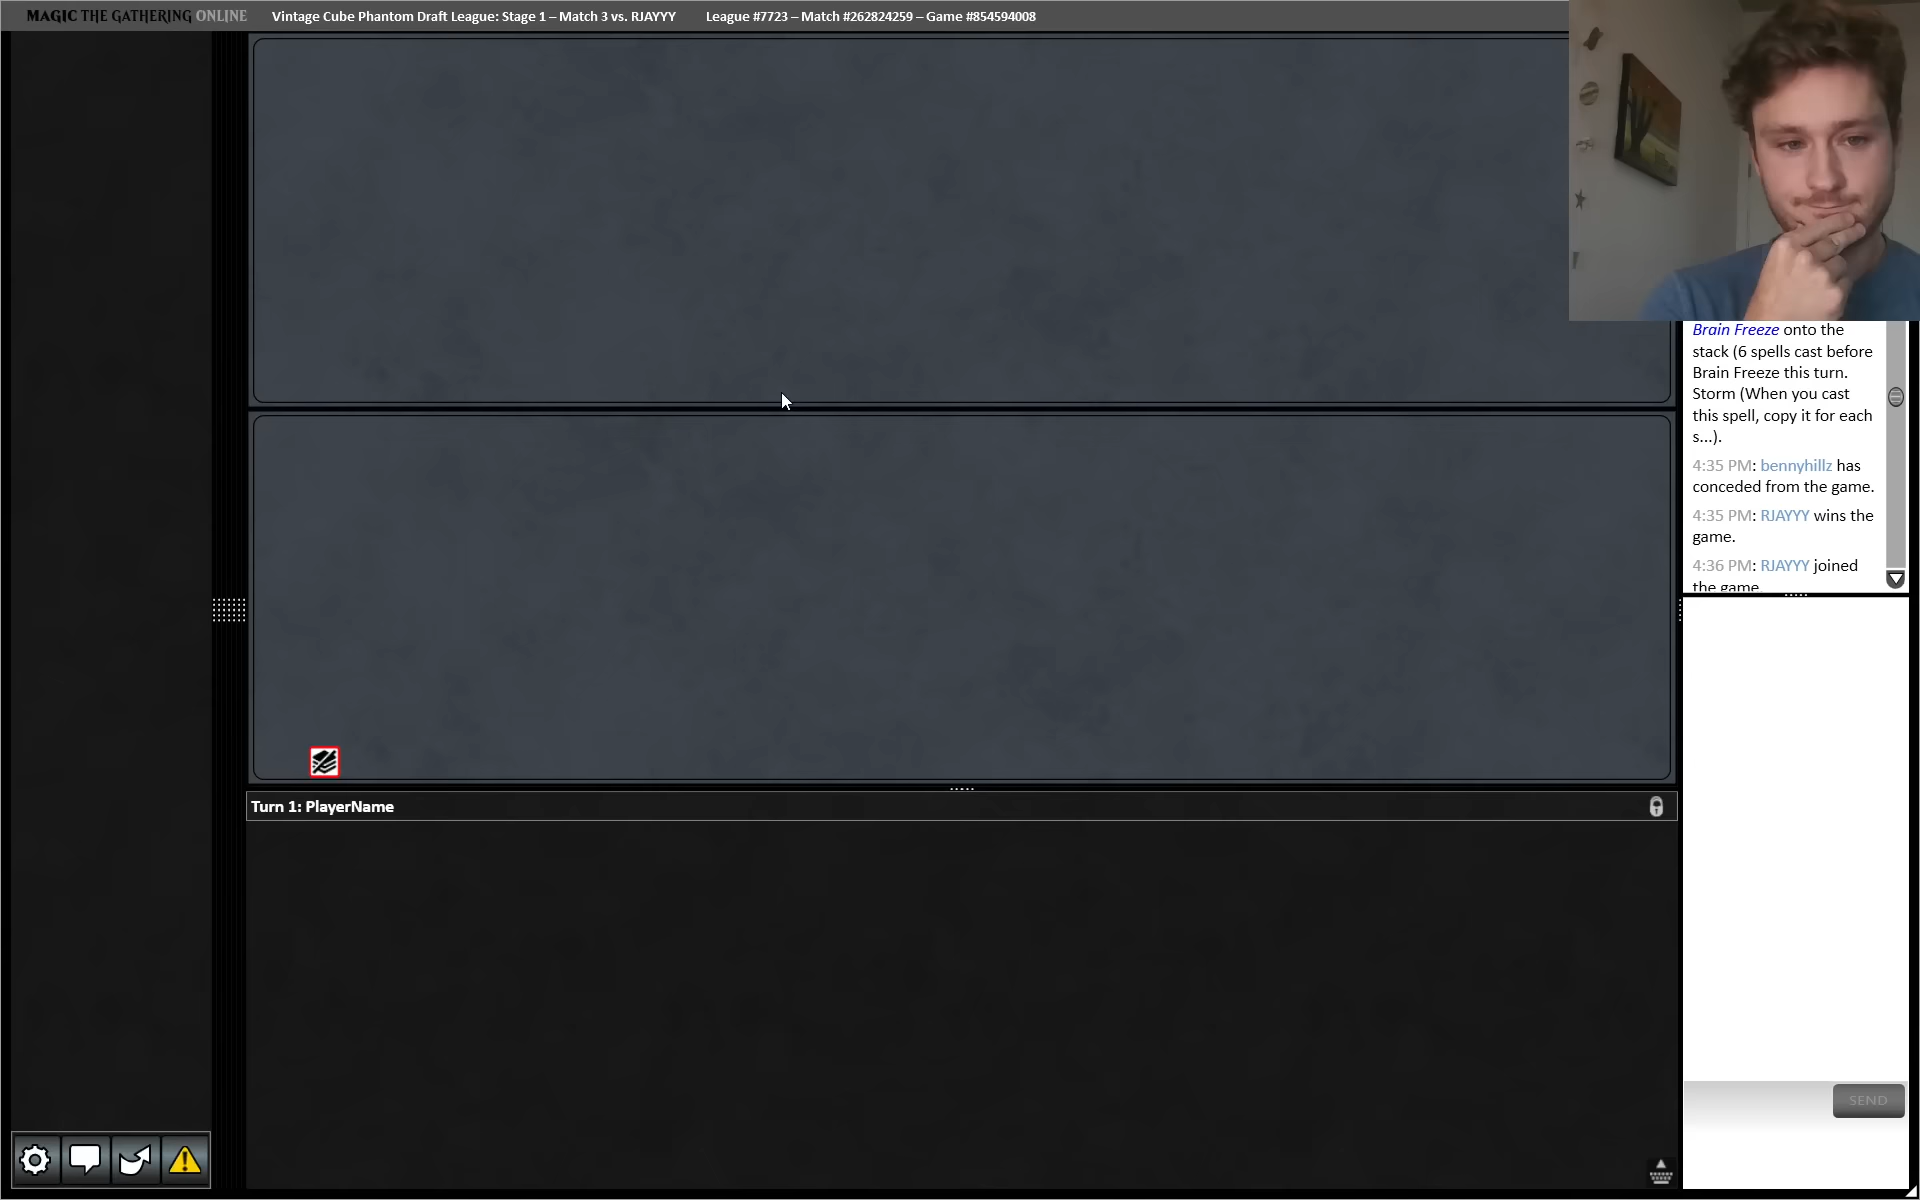 MAGIC THE GATHERING ONLINE
Vintage Cube Phantom Draft League: Stage 1 – Match 3 vs. RJAYYY League #7723 – Match #262824259 – Game #854594008
Brain Freeze onto the
stack (6 spells cast before
Brain Freeze this turn.
Storm (When you cast
this spell, copy it for each
s...).
4:35 PM: bennyhillz has
conceded from the game.
4:35 PM: RJAYYY wins the
game.
4:36 PM: RJAYYY joined
the game
Turn 1: PlayerName
SEND